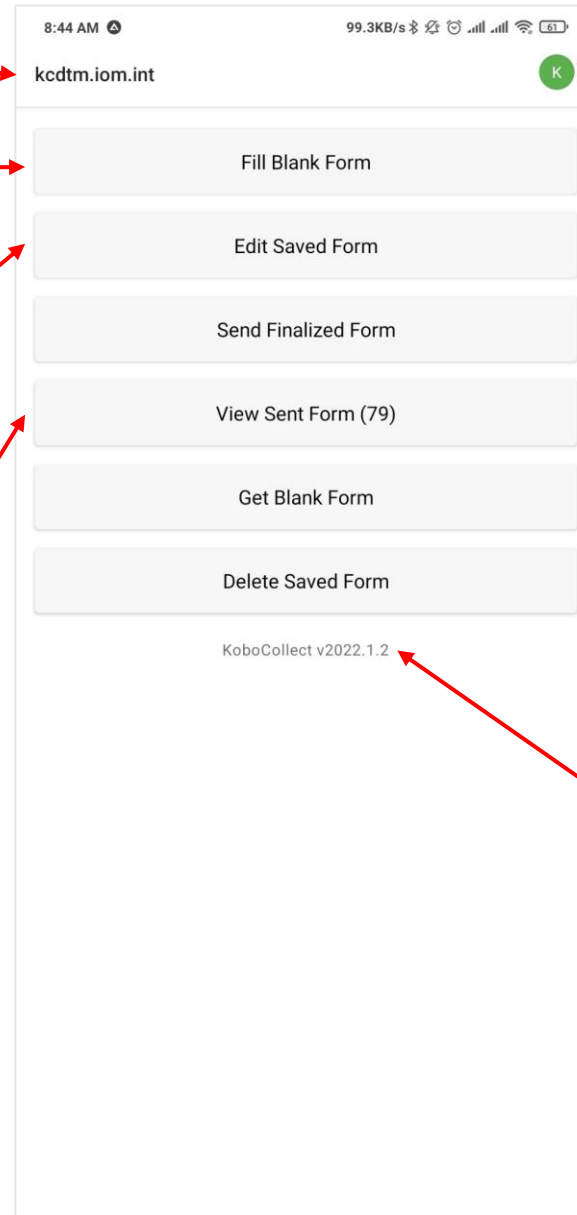 8:44 AM 99.3KB/s 61
kcdtm.iom.int K
Fill Blank Form
Edit Saved Form
Send Finalized Form
View Sent Form (79)
Get Blank Form
Delete Saved Form
KoboCollect v2022.1.2